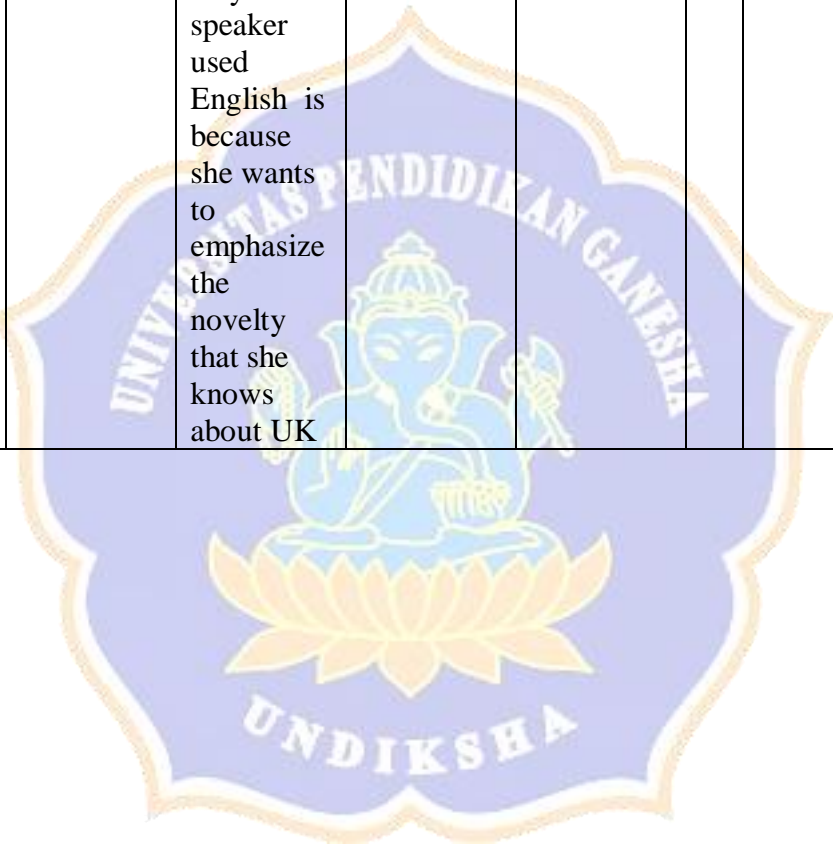 speaker
used
English is
because
she wants
to
emphasize
the
novelty
that she
knows
about UK
UNIVERSITAS PENDIDIKAN GANESHA
UNDIKSHA